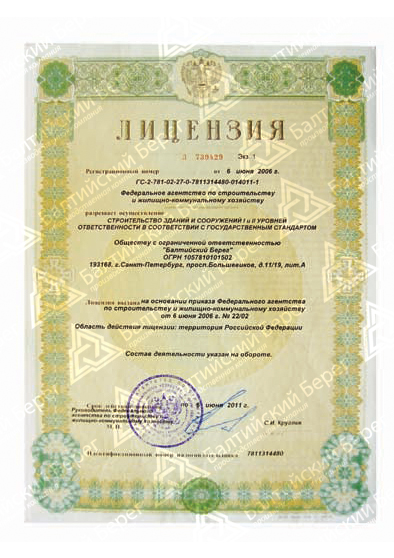 ЛИЦЕНЗИЯ
З 739429 Экз. 1
Регистрационный номер от 6 июня 2006 г.
ГС-2-781-02-27-0-7811314480-014011-1
Федеральное агентство по строительству
и жилищно-коммунальному хозяйству
разрешает осуществление
СТРОИТЕЛЬСТВО ЗДАНИЙ И СООРУЖЕНИЙ I и II УРОВНЕЙ
ОТВЕТСТВЕННОСТИ В СООТВЕТСТВИИ С ГОСУДАРСТВЕННЫМ СТАНДАРТОМ
Обществу с ограниченной ответственностью
"Балтийский Берег"
ОГРН 1057810101502
193168, г.Санкт-Петербург, просп.Большевиков, д.11/19, лит.А
Лицензия выдана на основании приказа Федерального агентства
по строительству и жилищно-коммунальному хозяйству
от 6 июня 2006 г. № 22/02
Область действия лицензии: территория Российской Федерации
Состав деятельности указан на обороте.
Срок действия по 6 июня 2011 г.
Руководитель Федерального
агентства по строительству и
жилищно-коммунальному хозяйству
С.И. Круглик
М. П.
Идентификационный номер налогоплательщика 7811314480
Балтийский Берег